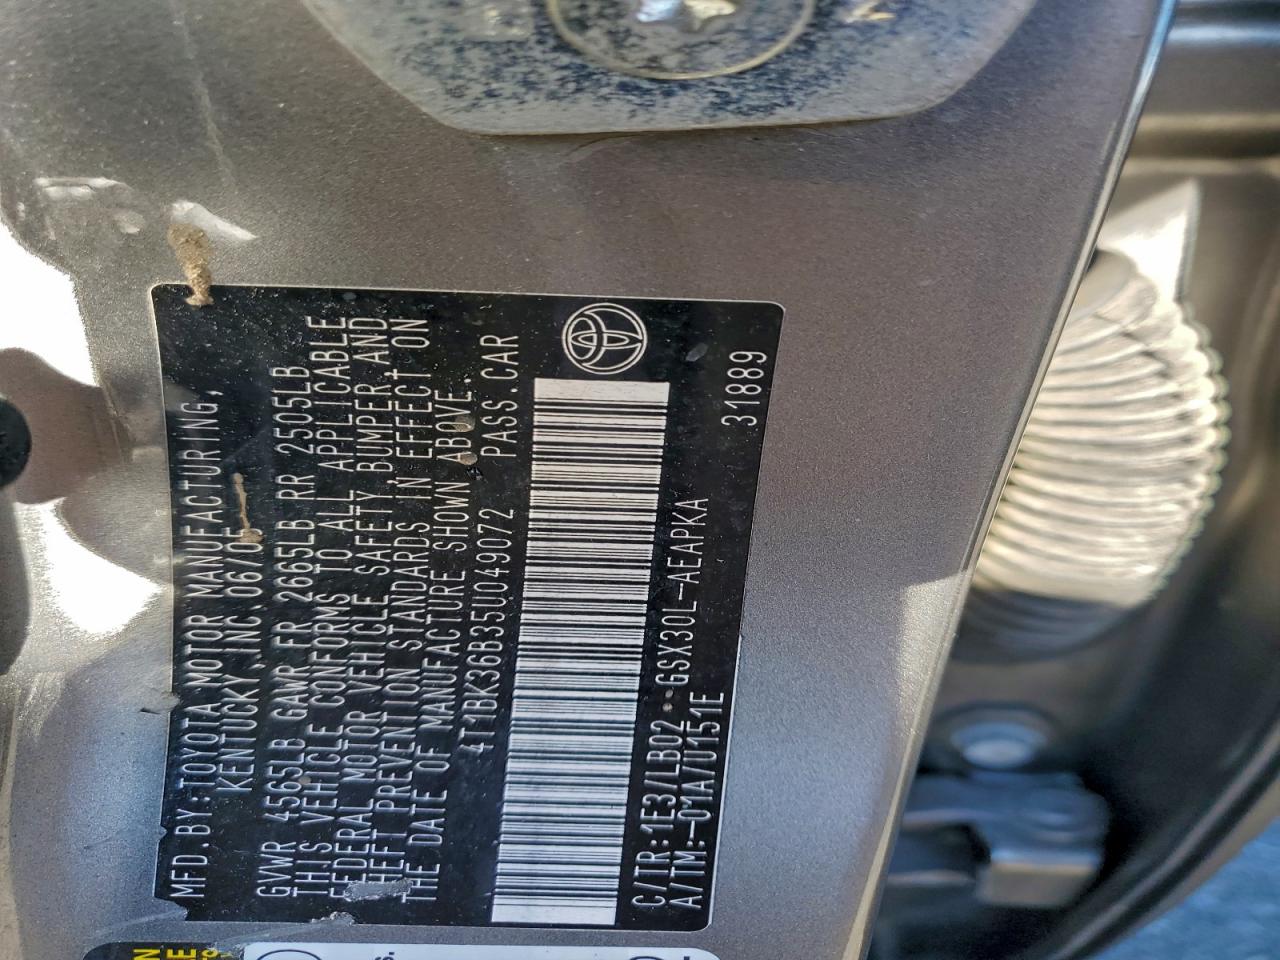 MFD.BY:TOYOTA MOTOR MANUFACTURING,
KENTUCKY,INC.06/05
GVWR 4565LB GAWR FR 2665LB RR 2505LB
THIS VEHICLE CONFORMS TO ALL APPLICABLE
FEDERAL MOTOR VEHICLE SAFETY,BUMPER,AND
THEFT PREVENTION STANDARDS IN EFFECT ON
THE DATE OF MANUFACTURE SHOWN ABOVE.
4T1BK36B35U049072 PASS.CAR
C/TR:1E3/LB02 GSX30L-AEAPKA
A/TM:-01A/U151E 31889